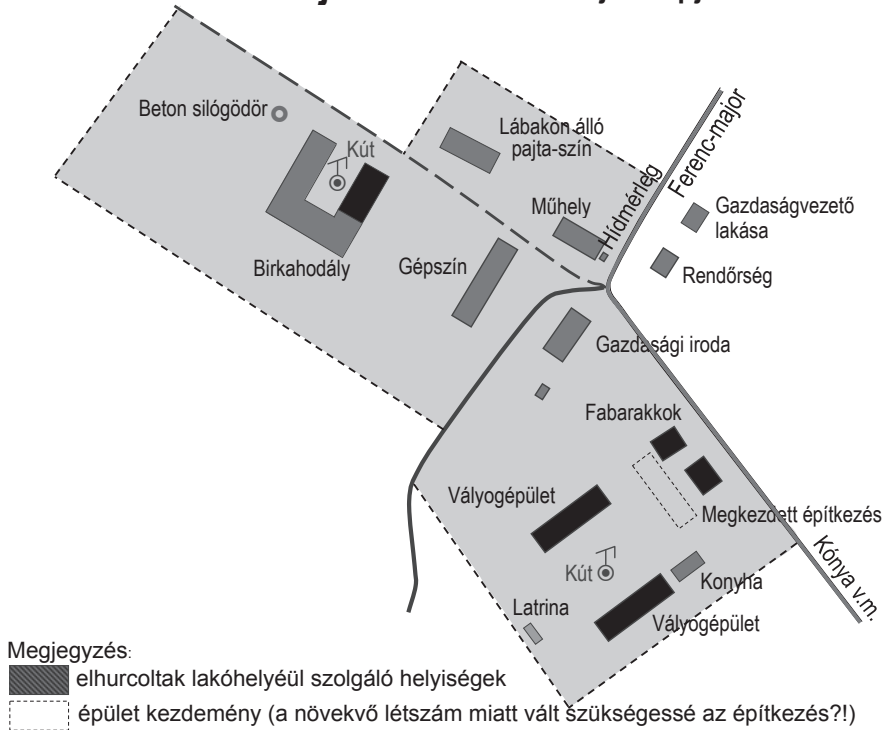 Beton silógödör
Kút
Lábakon álló
pajta-szín
Ferenc-major
Hídmérleg
Műhely
Gazdaságvezető
lakása
Birkahodály
Gépszín
Rendőrség
Gazdasági iroda
Fabarakkok
Vályogépület
Megkezdett építkezés
Kónya v.m.
Kút
Konyha
Latrina
Vályogépület
Megjegyzés:
elhurcoltak lakóhelyéül szolgáló helyiségek
épület kezdemény (a növekvő létszám miatt vált szükségessé az építkezés?!)